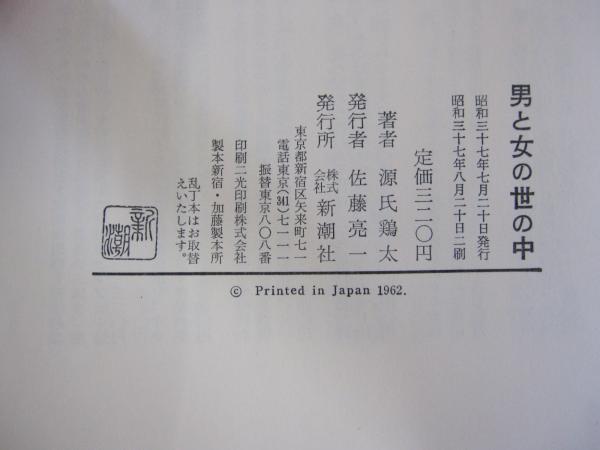 男と女の世の中
昭和三十七年七月二十日発行
昭和三十七年八月二十日二刷
定価三二〇円
著者 源氏鶏太
発行者 佐藤亮一
発行所 株式会社 新潮社
東京都新宿区矢来町七一
電話東京(341)七一一一
振替東京八〇八番
印刷二光印刷株式会社
製本新宿・加藤製本所
乱丁本はお取替
えいたします。
新潮
© Printed in Japan 1962.